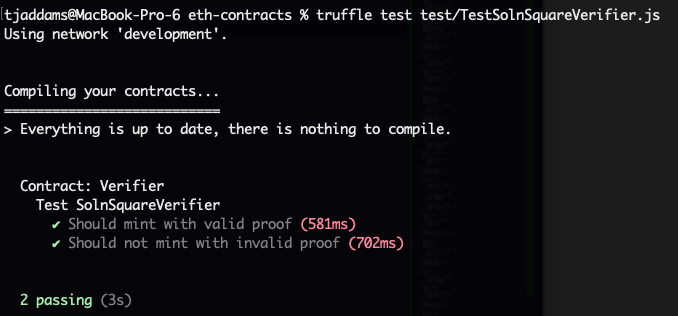 tjaddams@MacBook-Pro-6 eth-contracts % truffle test test/TestSolnSquareVerifier.js
Using network 'development'.
Compiling your contracts...
===========================
> Everything is up to date, there is nothing to compile.
Contract: Verifier
Test SolnSquareVerifier
✔ Should mint with valid proof (581ms)
✔ Should not mint with invalid proof (702ms)
2 passing (3s)